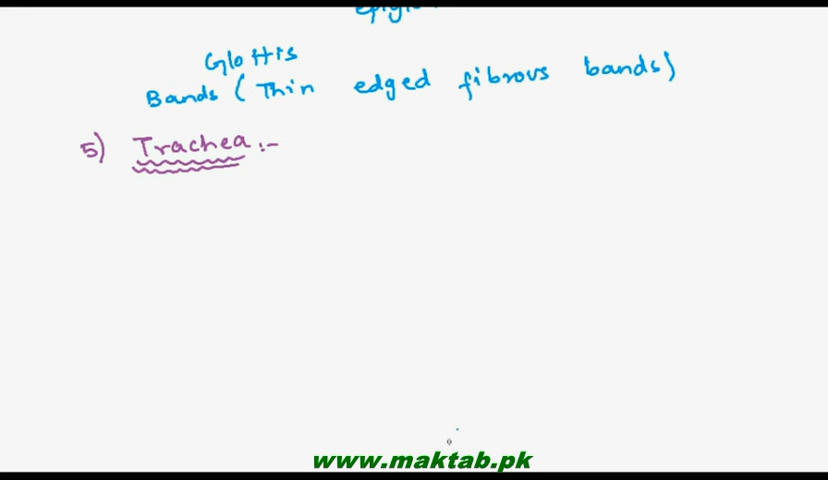 Glottis
Bands (Thin edged fibrous bands)
5) Trachea :-
www.maktab.pk